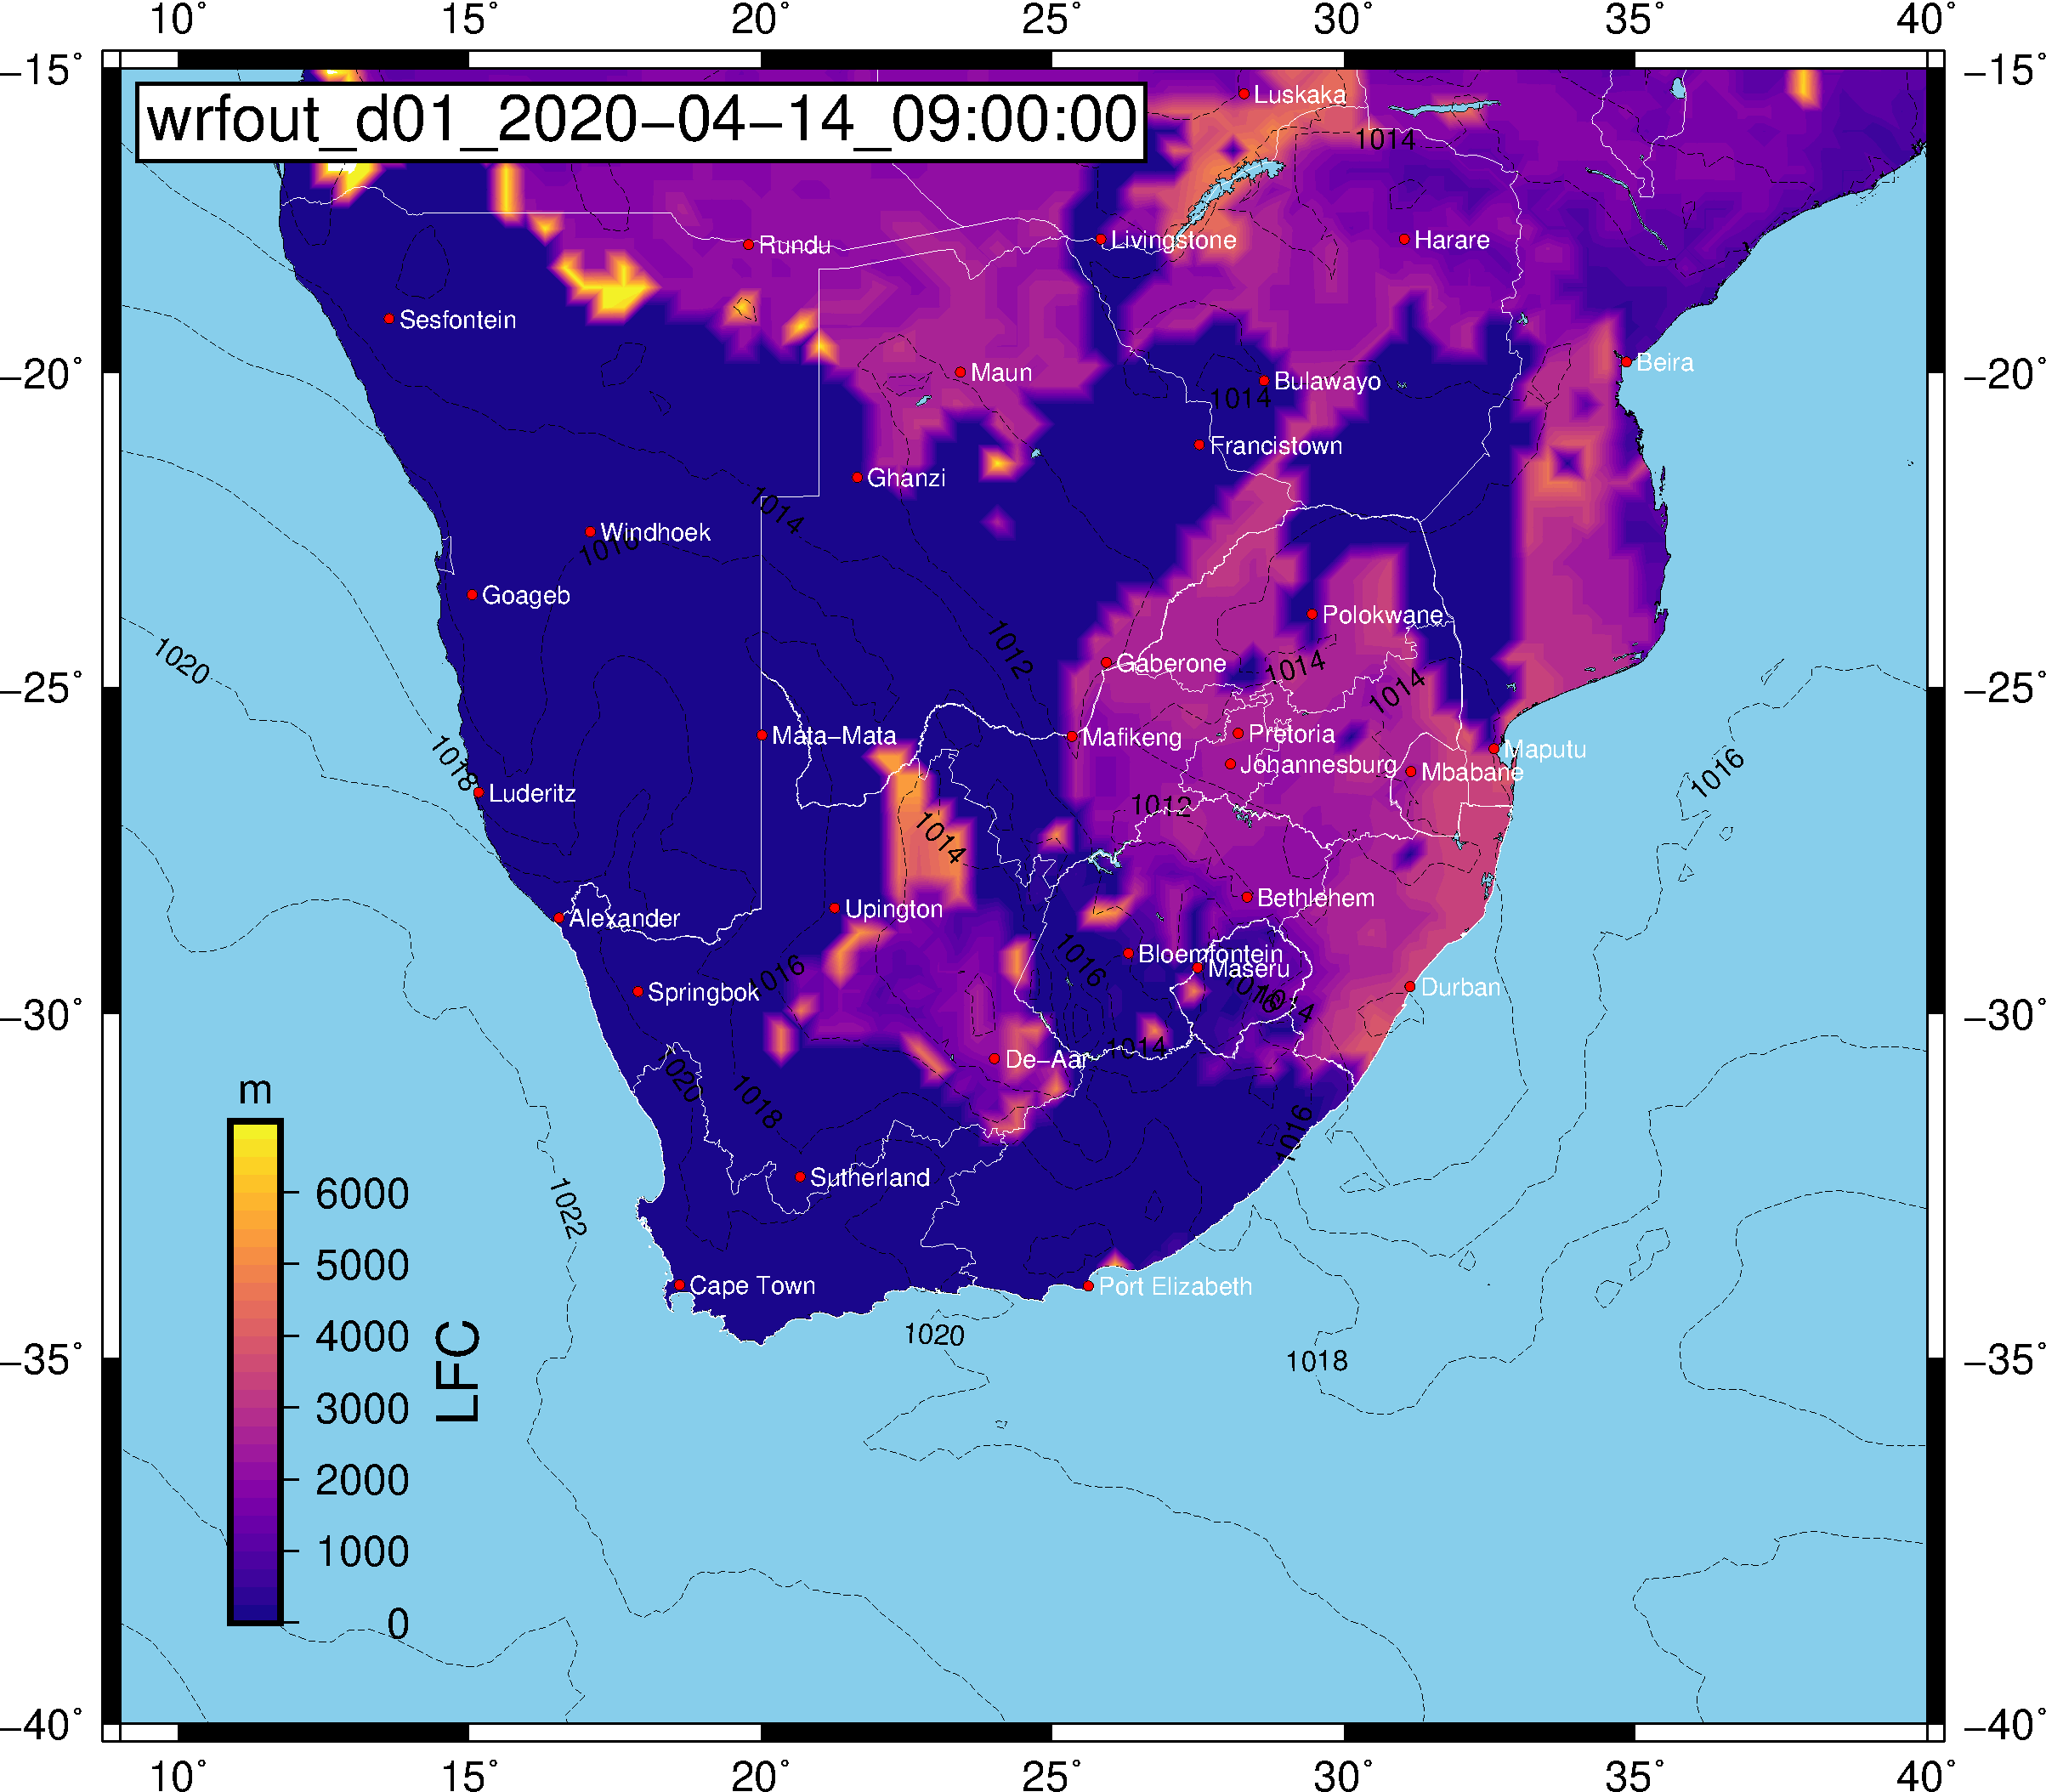 10° 15° 20° 25° 30° 35° 40°
−15° −15°
wrfout_d01_2020−04−14_09:00:00
Luskaka
1014
Rundu
Livingstone
Harare
Sesfontein
Beira
−20° −20°
Maun
Bulawayo
1014
Francistown
Ghanzi
1014
Windhoek
1016
Goageb
Polokwane
1020
1012
Gaberone
1014
1014
−25° −25°
Mata−Mata
Mafikeng
Pretoria
Maputu
Johannesburg
Mbabane
1016
1018
Luderitz
1012
1014
Bethlehem
Alexander
Upington
Bloemfontein
1016
Maseru
1016
Springbok
1016
1014
Durban
−30° −30°
De−Aar
1014
1020
1018
1016
m
Sutherland
1022
6000
5000
4000
3000
2000
1000
0
LFC
Cape Town
Port Elizabeth
1020
1018
−35° −35°
−40° −40°
10° 15° 20° 25° 30° 35° 40°